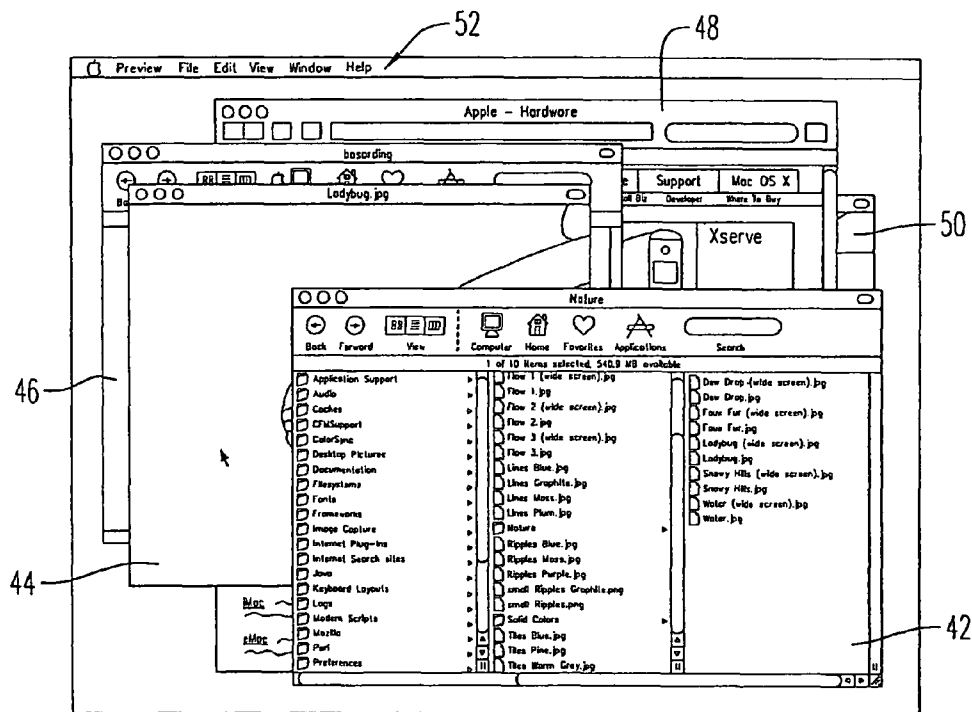 52
48
Preview File Edit View Window Help
Apple – Hardware
basarding
Support Mac OS X
Developer Where To Buy
Ladybug.jpg
50
Xserve
Nature
Back Forward View Computer Home Favorites Applications Search
1 of 10 items selected, 540.9 MB available
46
Application Support
Audio
Caches
CFMSupport
ColorSync
Desktop Pictures
Documentation
Filesystems
Fonts
Frameworks
Image Capture
Internet Plug-Ins
Internet Search sites
Java
Keyboard Layouts
Logs
Modern Scripts
Mozilla
Perl
Preferences
Flow 1 (wide screen).jpg
Flow 1.jpg
Flow 2 (wide screen).jpg
Flow 2.jpg
Flow 3 (wide screen).jpg
Flow 3.jpg
Lines Blue.jpg
Lines Graphite.jpg
Lines Moss.jpg
Lines Plum.jpg
Nature
Ripples Blue.jpg
Ripples Moss.jpg
Ripples Purple.jpg
small Ripples Graphite.png
small Ripples.png
Solid Colors
Tiles Blue.jpg
Tiles Pine.jpg
Tiles Warm Grey.jpg
Dew Drop (wide screen).jpg
Dew Drop.jpg
Faux Fur (wide screen).jpg
Faux Fur.jpg
Ladybug (wide screen).jpg
Ladybug.jpg
Snowy Hills (wide screen).jpg
Snowy Hills.jpg
Water (wide screen).jpg
Water.jpg
44
iMac
eMac
42